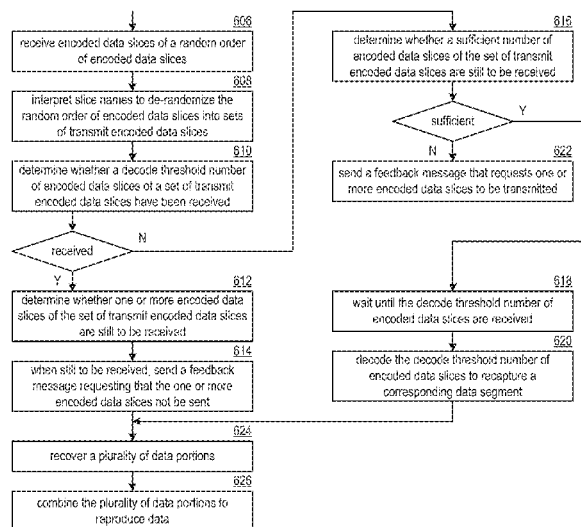 606
receive encoded data slices of a random order
of encoded data slices
608
interpret slice names to de-randomize the
random order of encoded data slices into sets
of transmit encoded data slices
610
determine whether a decode threshold number
of encoded data slices of a set of transmit
encoded data slices have been received
received
N
Y
612
determine whether one or more encoded data
slices of the set of transmit encoded data slices
are still to be received
614
when still to be received, send a feedback
message requesting that the one or more
encoded data slices not be sent
616
determine whether a sufficient number of
encoded data slices of the set of transmit
encoded data slices are still to be received
sufficient
Y
N
622
send a feedback message that requests one or
more encoded data slices to be transmitted
618
wait until the decode threshold number of
encoded data slices are received
620
decode the decode threshold number of
encoded data slices to recapture a
corresponding data segment
624
recover a plurality of data portions
626
combine the plurality of data portions to
reproduce data